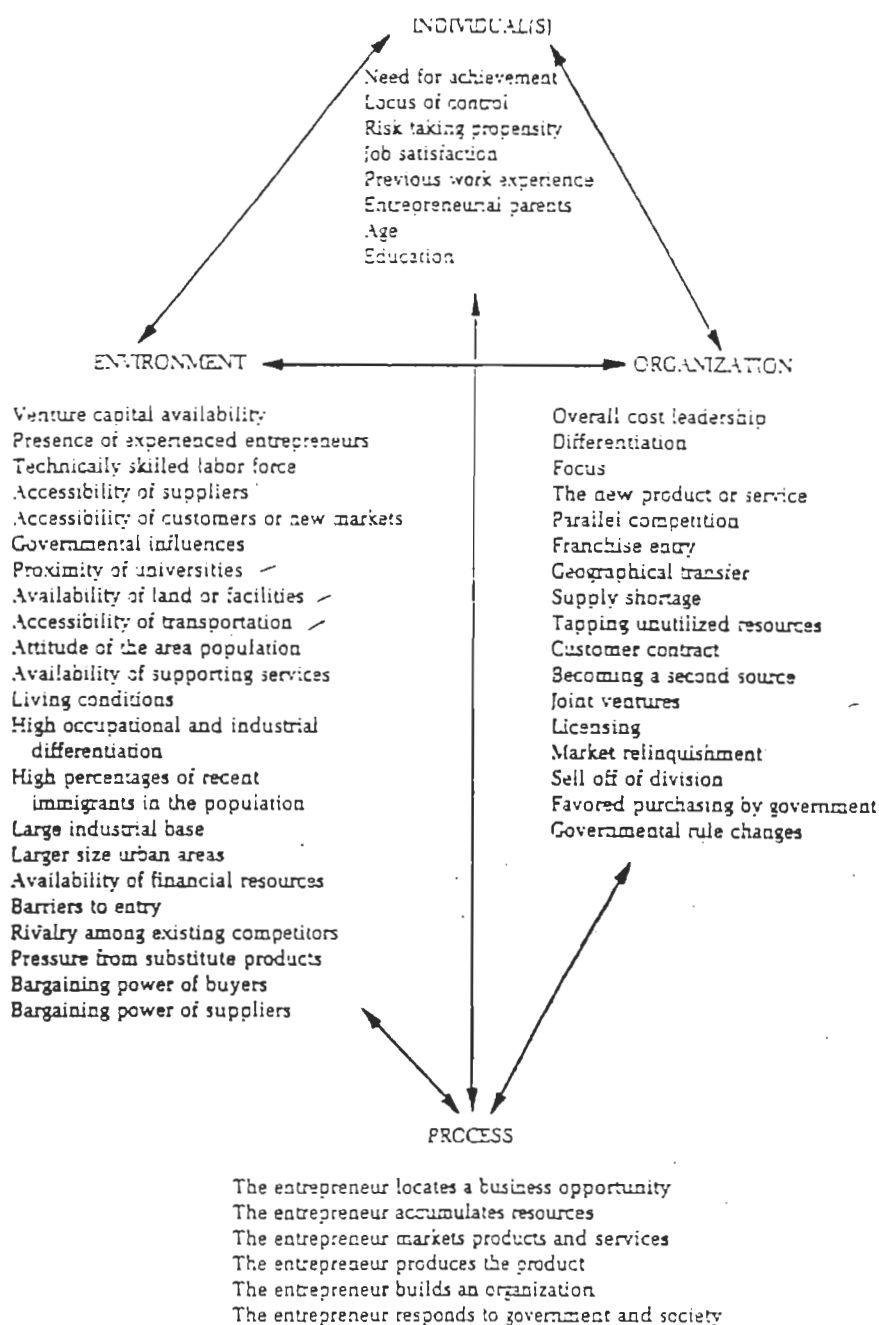 INDIVIDUAL(S)
Need for achievement
Locus of control
Risk taking propensity
Job satisfaction
Previous work experience
Entrepreneurial parents
Age
Education
ENVIRONMENT
Venture capital availability
Presence of experienced entrepreneurs
Technically skilled labor force
Accessibility of suppliers
Accessibility of customers or new markets
Governmental influences
Proximity of universities
Availability of land or facilities
Accessibility of transportation
Attitude of the area population
Availability of supporting services
Living conditions
High occupational and industrial
differentiation
High percentages of recent
immigrants in the population
Large industrial base
Larger size urban areas
Availability of financial resources
Barriers to entry
Rivalry among existing competitors
Pressure from substitute products
Bargaining power of buyers
Bargaining power of suppliers
ORGANIZATION
Overall cost leadership
Differentiation
Focus
The new product or service
Parallel competition
Franchise entry
Geographical transfer
Supply shortage
Tapping unutilized resources
Customer contract
Becoming a second source
Joint ventures
Licensing
Market relinquishment
Sell off of division
Favored purchasing by government
Governmental rule changes
PROCESS
The entrepreneur locates a business opportunity
The entrepreneur accumulates resources
The entrepreneur markets products and services
The entrepreneur produces the product
The entrepreneur builds an organization
The entrepreneur responds to government and society